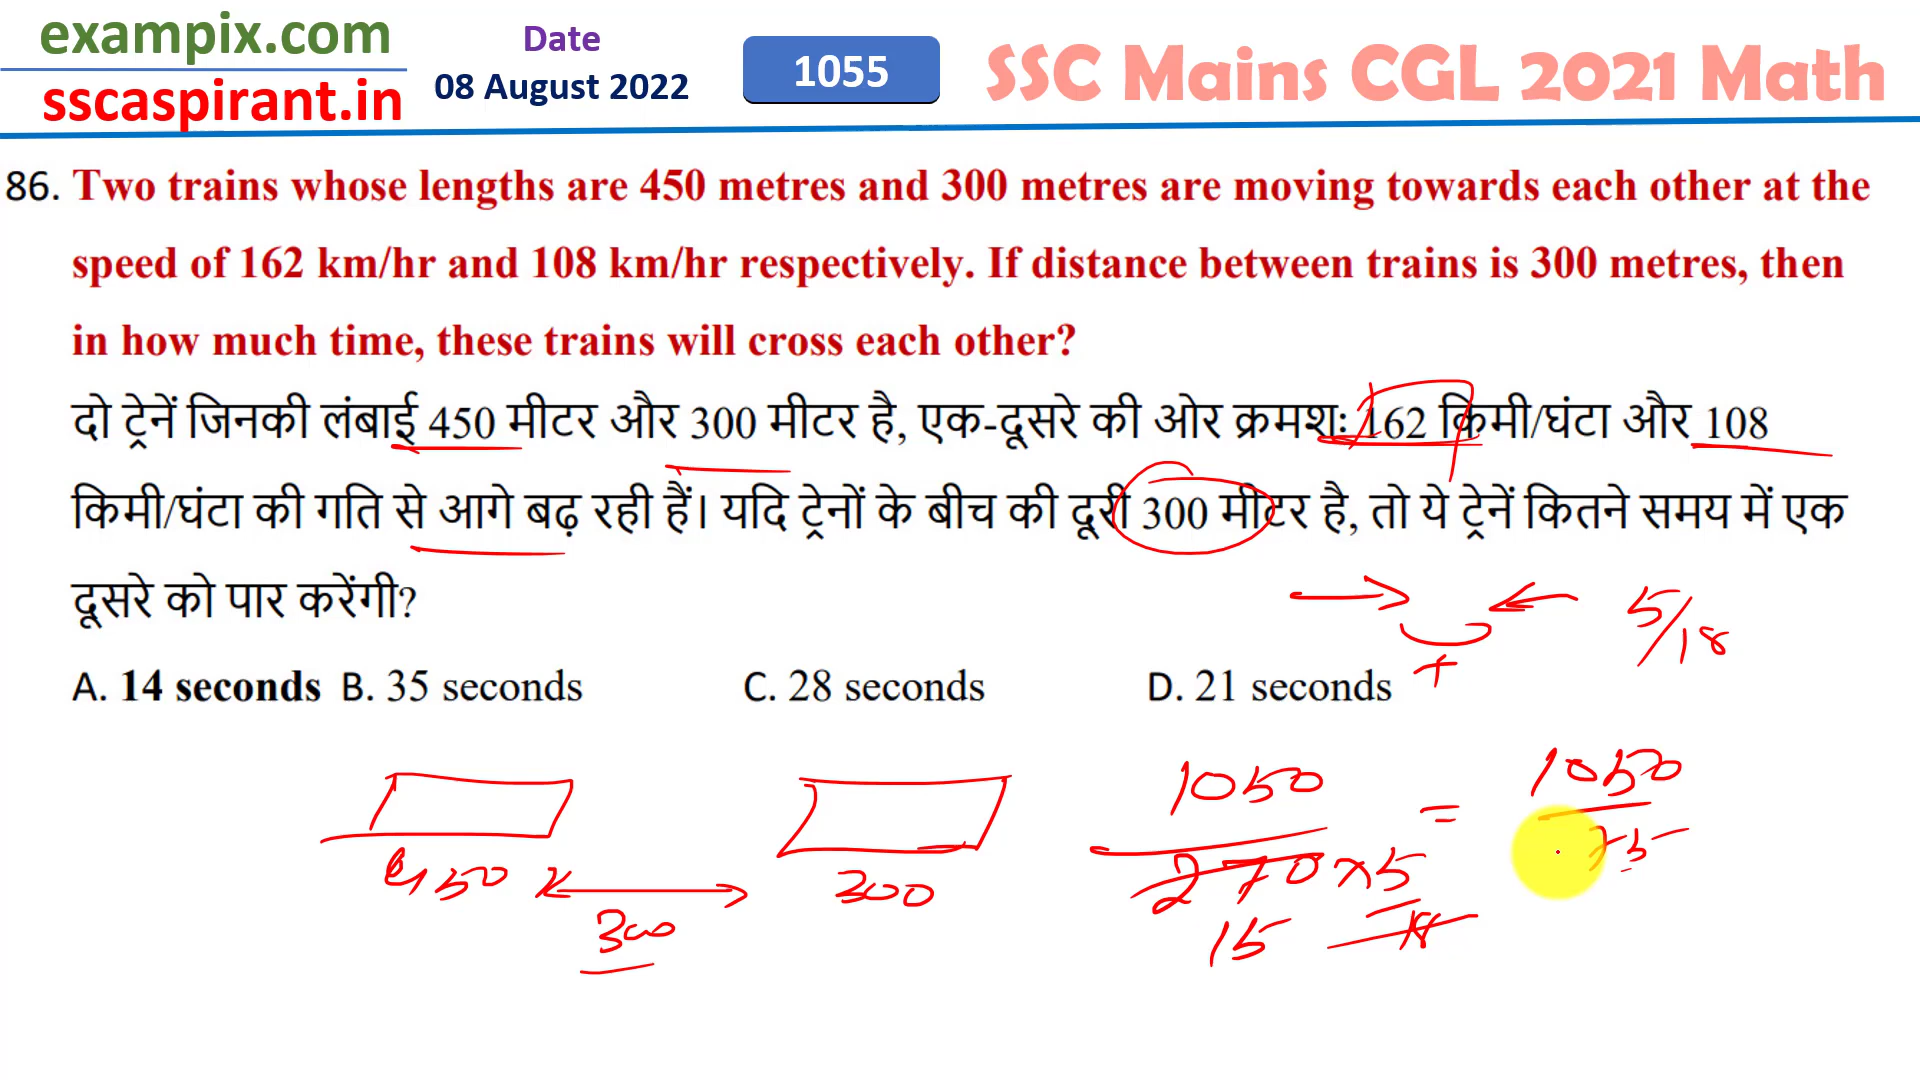 exampix.com
sscaspirant.in
Date
08 August 2022
1055
SSC Mains CGL 2021 Math
86. Two trains whose lengths are 450 metres and 300 metres are moving towards each other at the
speed of 162 km/hr and 108 km/hr respectively. If distance between trains is 300 metres, then
in how much time, these trains will cross each other?
दो ट्रेनें जिनकी लंबाई 450 मीटर और 300 मीटर है, एक-दूसरे की ओर क्रमशः 162 किमी/घंटा और 108
किमी/घंटा की गति से आगे बढ़ रही हैं। यदि ट्रेनों के बीच की दूरी 300 मीटर है, तो ये ट्रेनें कितने समय में एक
दूसरे को पार करेंगी?
5/18
+
A. 14 seconds B. 35 seconds C. 28 seconds D. 21 seconds
1050 = 1050
270 x 5 75
450 300
300 15 18